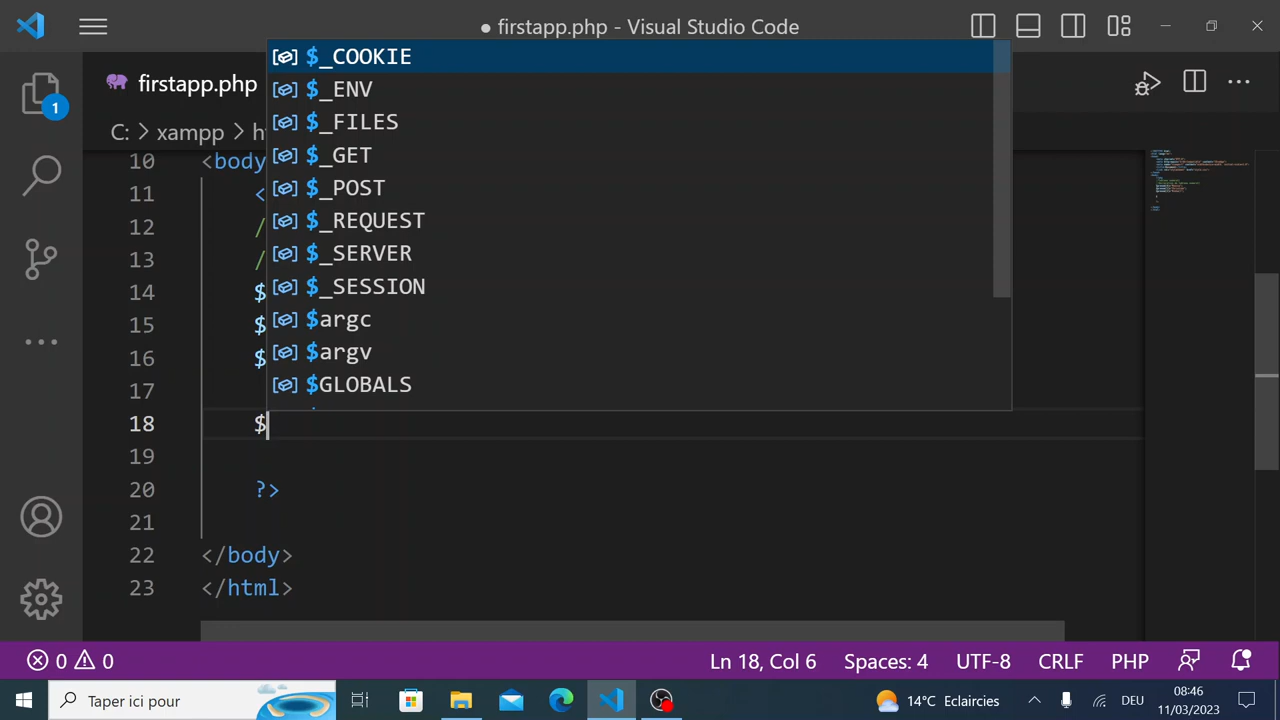 ● firstapp.php - Visual Studio Code
firstapp.php
C: > xampp > h
$_COOKIE
$_ENV
$_FILES
$_GET
$_POST
$_REQUEST
$_SERVER
$_SESSION
$argc
$argv
$GLOBALS
1
10 <body
11 <
12 /
13 /
14 $
15 $
16 $
17
18 $
19
20 ?>
21
22 </body>
23 </html>
0 0
Ln 18, Col 6
Spaces: 4
UTF-8
CRLF
PHP
Taper ici pour
14°C Eclaircies
DEU
08:46
11/03/2023